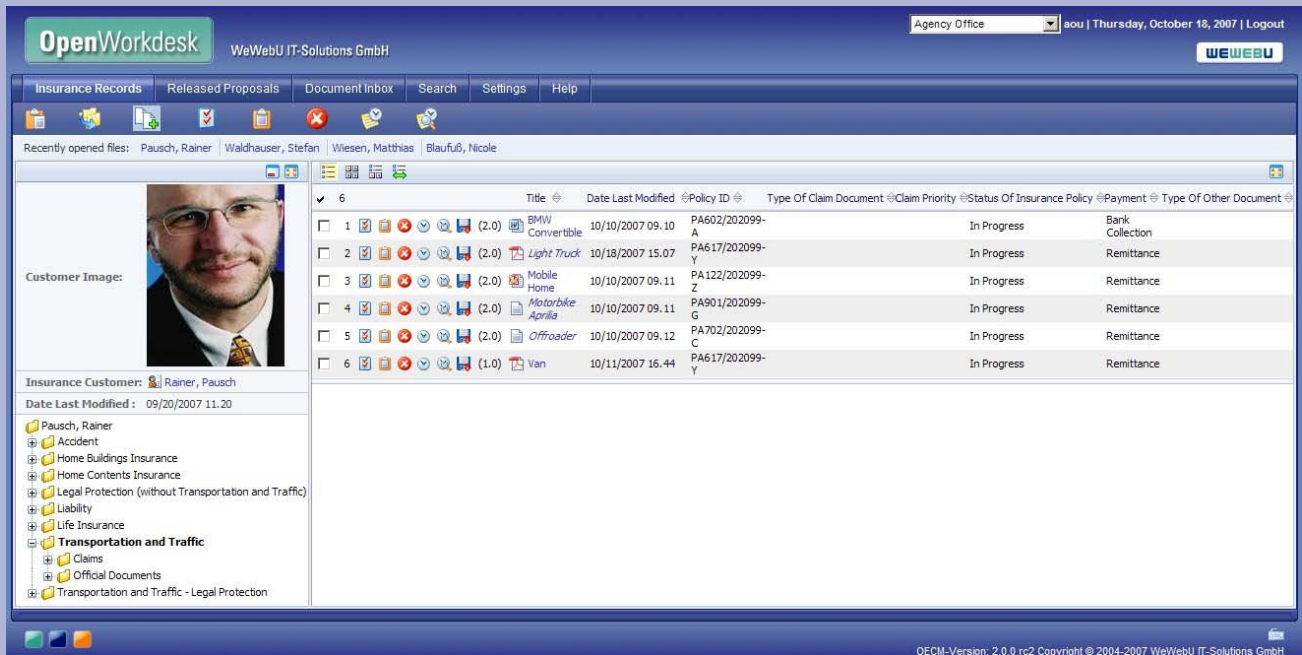 Agency Office aou | Thursday, October 18, 2007 | Logout
OpenWorkdesk WeWebU IT-Solutions GmbH
WEWEBU
Insurance Records Released Proposals Document Inbox Search Settings Help
Recently opened files: Pausch, Rainer Waldhauser, Stefan Wiesen, Matthias Blaufuß, Nicole
6 Title Date Last Modified Policy ID Type Of Claim Document Claim Priority Status Of Insurance Policy Payment Type Of Other Document
1 (2.0) BMW Convertible 10/10/2007 09.10 PA602/202099-A In Progress Bank Collection
2 (2.0) Light Truck 10/18/2007 15.07 PA617/202099-Y In Progress Remittance
3 (2.0) Mobile Home 10/10/2007 09.11 PA122/202099-Z In Progress Remittance
4 (2.0) Motorbike Aprilia 10/10/2007 09.11 PA901/202099-G In Progress Remittance
5 (2.0) Offroader 10/10/2007 09.12 PA702/202099-C In Progress Remittance
6 (1.0) Van 10/11/2007 16.44 PA617/202099-Y In Progress Remittance
Customer Image:
Insurance Customer: Rainer, Pausch
Date Last Modified : 09/20/2007 11.20
Pausch, Rainer
Accident
Home Buildings Insurance
Home Contents Insurance
Legal Protection (without Transportation and Traffic)
Liability
Life Insurance
Transportation and Traffic
Claims
Official Documents
Transportation and Traffic - Legal Protection
OECM-Version: 2.0.0 rc2 Copyright © 2004-2007 WeWebU IT-Solutions GmbH